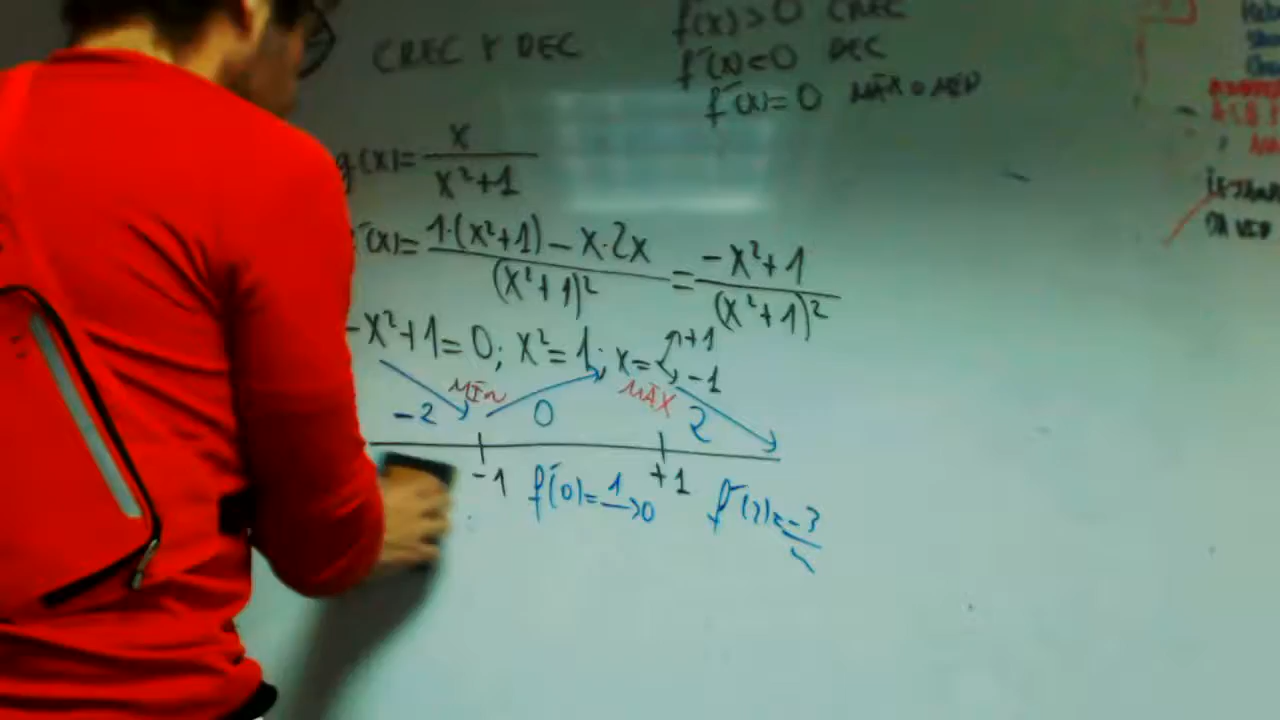 CREC Y DEC
f'(x)>0 CREC
f'(x)<0 DEC
f'(x)=0 MÁX O MIN
g(x)= x / (x²+1)
'(x)= (1·(x²+1) - x·2x) / (x²+1)² = (-x²+1) / (x²+1)²
-x²+1=0; x²=1; x= +1 -1
MÍN MÁX
-2 0 2
-1 +1
f'(0)=1>0 f'(2)=-3